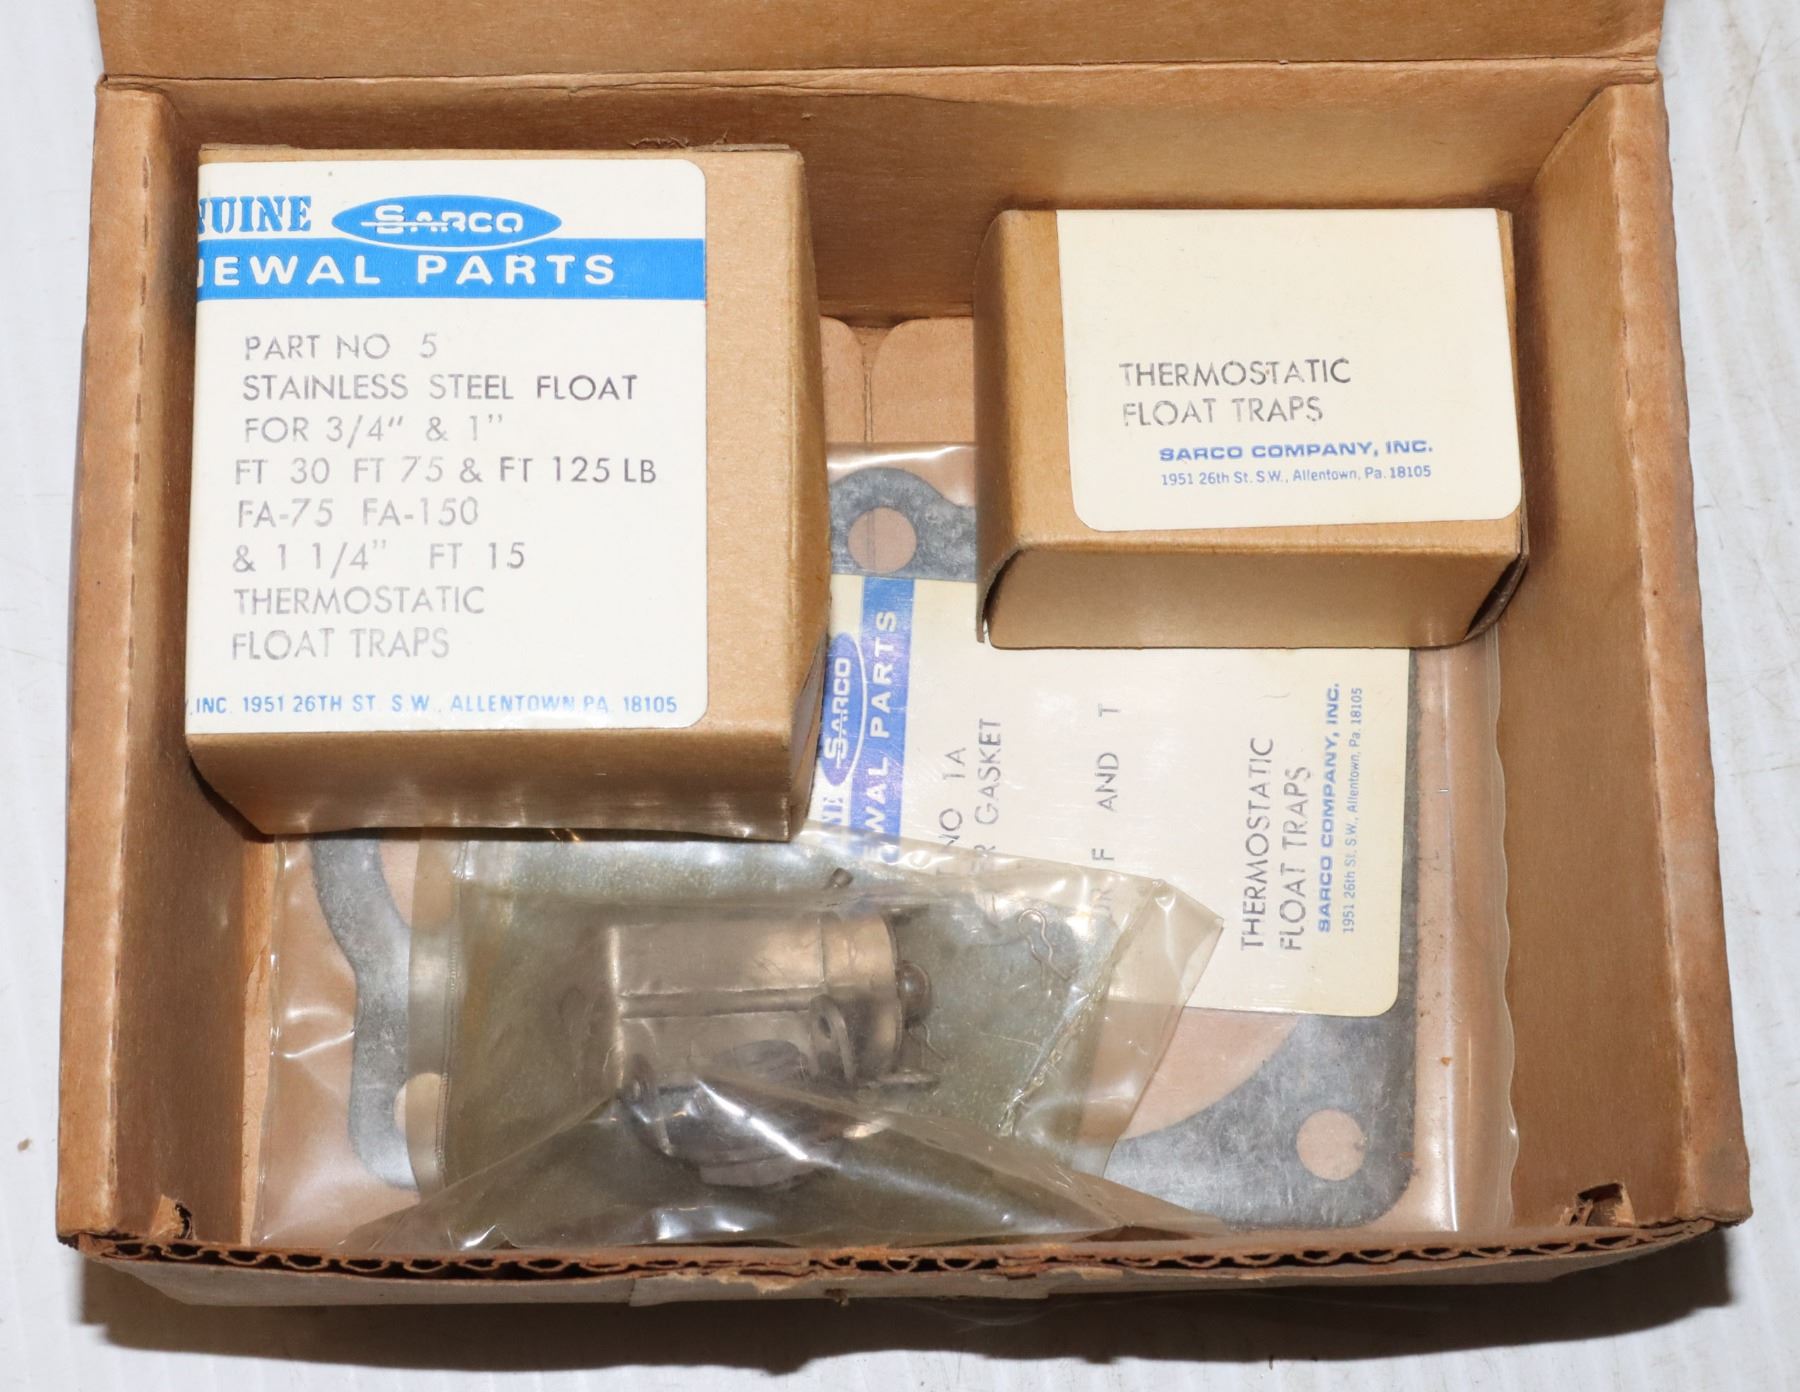 SARCO
PARTS
PART NO 5
STAINLESS STEEL FLOAT
FOR 3/4" & 1"
FT 30 FT 75 & FT 125 LB
FA-75 FA-150
& 1 1/4" FT 15
THERMOSTATIC
FLOAT TRAPS
INC. 1951 26TH ST. S.W., ALLENTOWN, PA. 18105
THERMOSTATIC
FLOAT TRAPS
SARCO COMPANY, INC.
1951 26th St. S.W., Allentown, Pa. 18105
SARCO
PARTS
NO 1A
GASKET
F AND T
THERMOSTATIC
FLOAT TRAPS
SARCO COMPANY, INC.
1951 26th St. S.W., Allentown, Pa. 18105